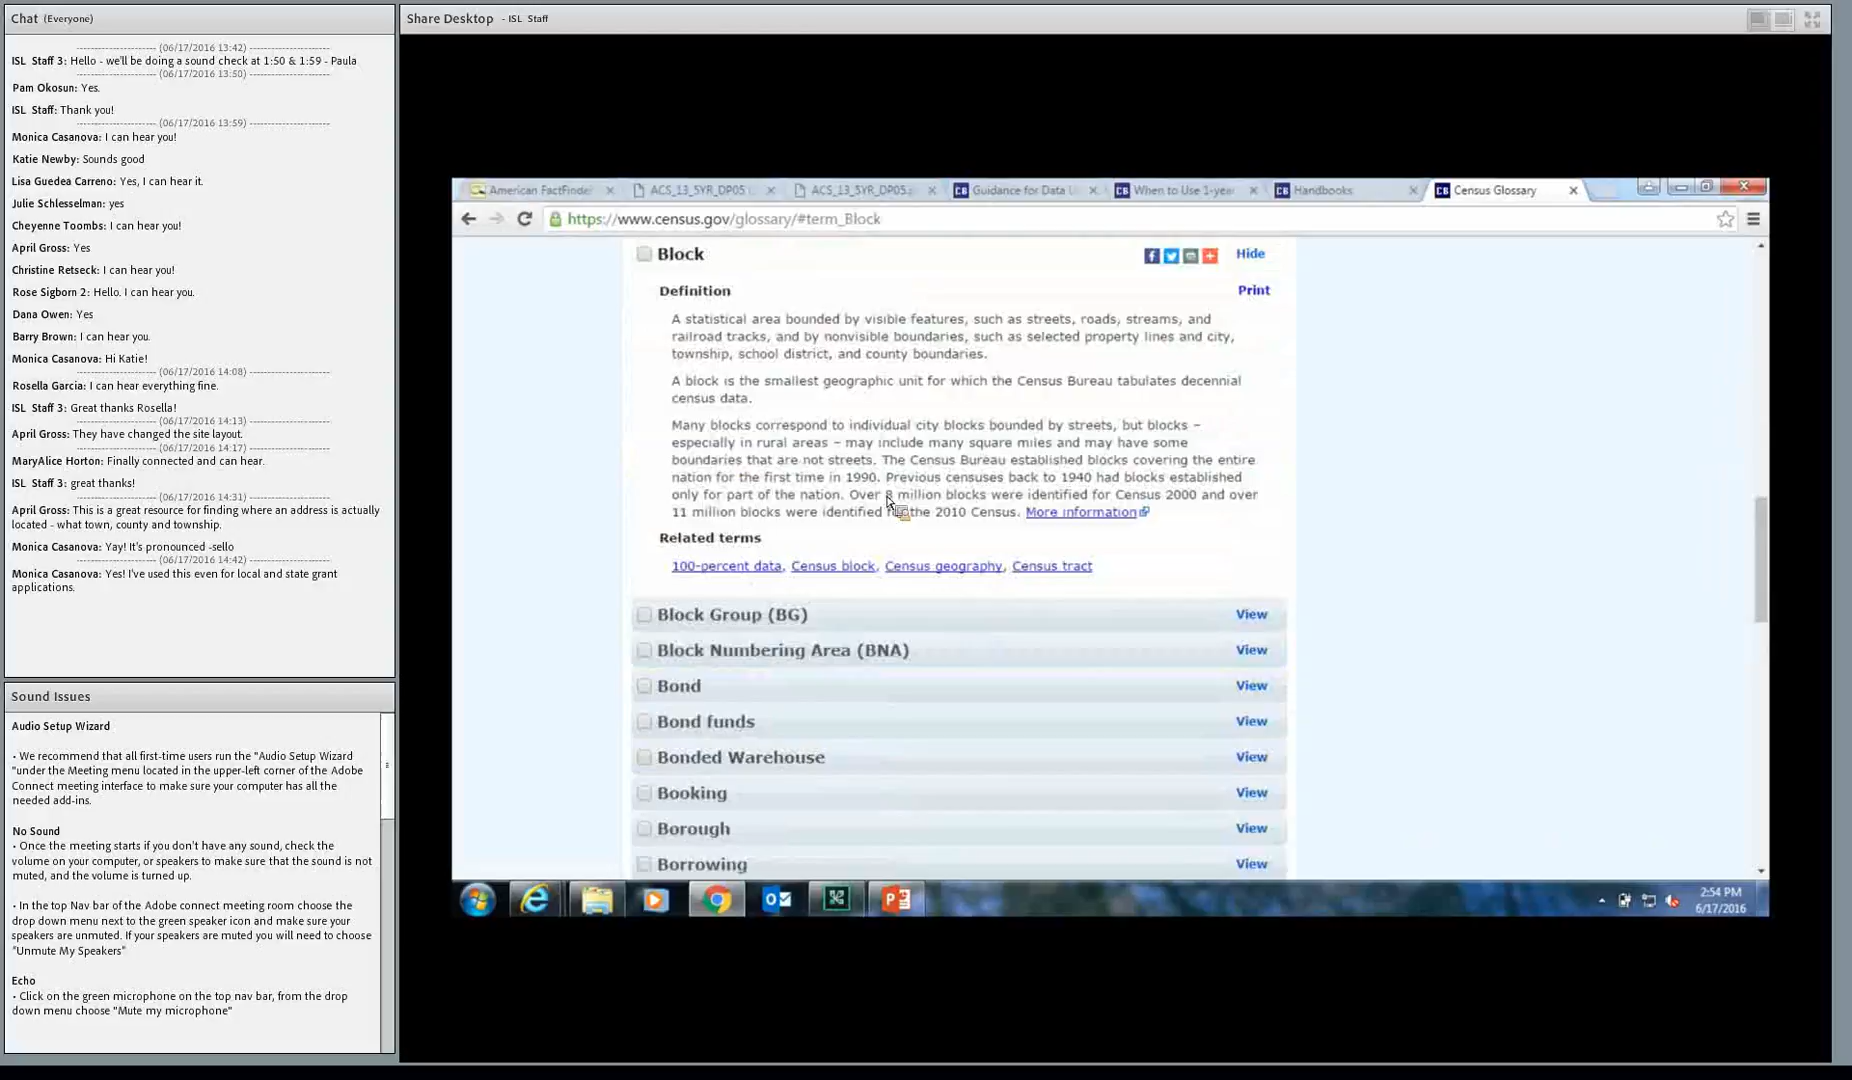 Chat (Everyone)
---------------------- (06/17/2016 13:42) ----------------------
ISL Staff 3: Hello - we'll be doing a sound check at 1:50 & 1:59 - Paula
---------------------- (06/17/2016 13:50) ----------------------
Pam Okosun: Yes.
ISL Staff: Thank you!
---------------------- (06/17/2016 13:59) ----------------------
Monica Casanova: I can hear you!
Katie Newby: Sounds good
Lisa Guedea Carreno: Yes, I can hear it.
Julie Schlesselman: yes
Cheyenne Toombs: I can hear you!
April Gross: Yes
Christine Retseck: I can hear you!
Rose Sigborn 2: Hello. I can hear you.
Dana Owen: Yes
Barry Brown: I can hear you.
Monica Casanova: Hi Katie!
---------------------- (06/17/2016 14:08) ----------------------
Rosella Garcia: I can hear everything fine.
ISL Staff 3: Great thanks Rosella!
---------------------- (06/17/2016 14:13) ----------------------
April Gross: They have changed the site layout.
---------------------- (06/17/2016 14:17) ----------------------
MaryAlice Horton: Finally connected and can hear.
ISL Staff 3: great thanks!
---------------------- (06/17/2016 14:31) ----------------------
April Gross: This is a great resource for finding where an address is actually
located - what town, county and township.
Monica Casanova: Yay! It's pronounced -sello
---------------------- (06/17/2016 14:42) ----------------------
Monica Casanova: Yes! I've used this even for local and state grant
applications.
Sound Issues
Audio Setup Wizard
• We recommend that all first-time users run the "Audio Setup Wizard
"under the Meeting menu located in the upper-left corner of the Adobe
Connect meeting interface to make sure your computer has all the
needed add-ins.
No Sound
• Once the meeting starts if you don't have any sound, check the
volume on your computer, or speakers to make sure that the sound is not
muted, and the volume is turned up.
• In the top Nav bar of the Adobe connect meeting room choose the
drop down menu next to the green speaker icon and make sure your
speakers are unmuted. If your speakers are muted you will need to choose
"Unmute My Speakers"
Echo
• Click on the green microphone on the top nav bar, from the drop
down menu choose "Mute my microphone"
Share Desktop - ISL Staff
American FactFinder
ACS_13_5YR_DP05
ACS_13_5YR_DP05
CB Guidance for Data
CB When to Use 1-year
CB Handbooks
CB Census Glossary
https://www.census.gov/glossary/#term_Block
Block Hide
Definition Print
A statistical area bounded by visible features, such as streets, roads, streams, and
railroad tracks, and by nonvisible boundaries, such as selected property lines and city,
township, school district, and county boundaries.
A block is the smallest geographic unit for which the Census Bureau tabulates decennial
census data.
Many blocks correspond to individual city blocks bounded by streets, but blocks –
especially in rural areas – may include many square miles and may have some
boundaries that are not streets. The Census Bureau established blocks covering the entire
nation for the first time in 1990. Previous censuses back to 1940 had blocks established
only for part of the nation. Over 8 million blocks were identified for Census 2000 and over
11 million blocks were identified the 2010 Census. More information
Related terms
100-percent data, Census block, Census geography, Census tract
Block Group (BG) View
Block Numbering Area (BNA) View
Bond View
Bond funds View
Bonded Warehouse View
Booking View
Borough View
Borrowing View
2:54 PM
6/17/2016